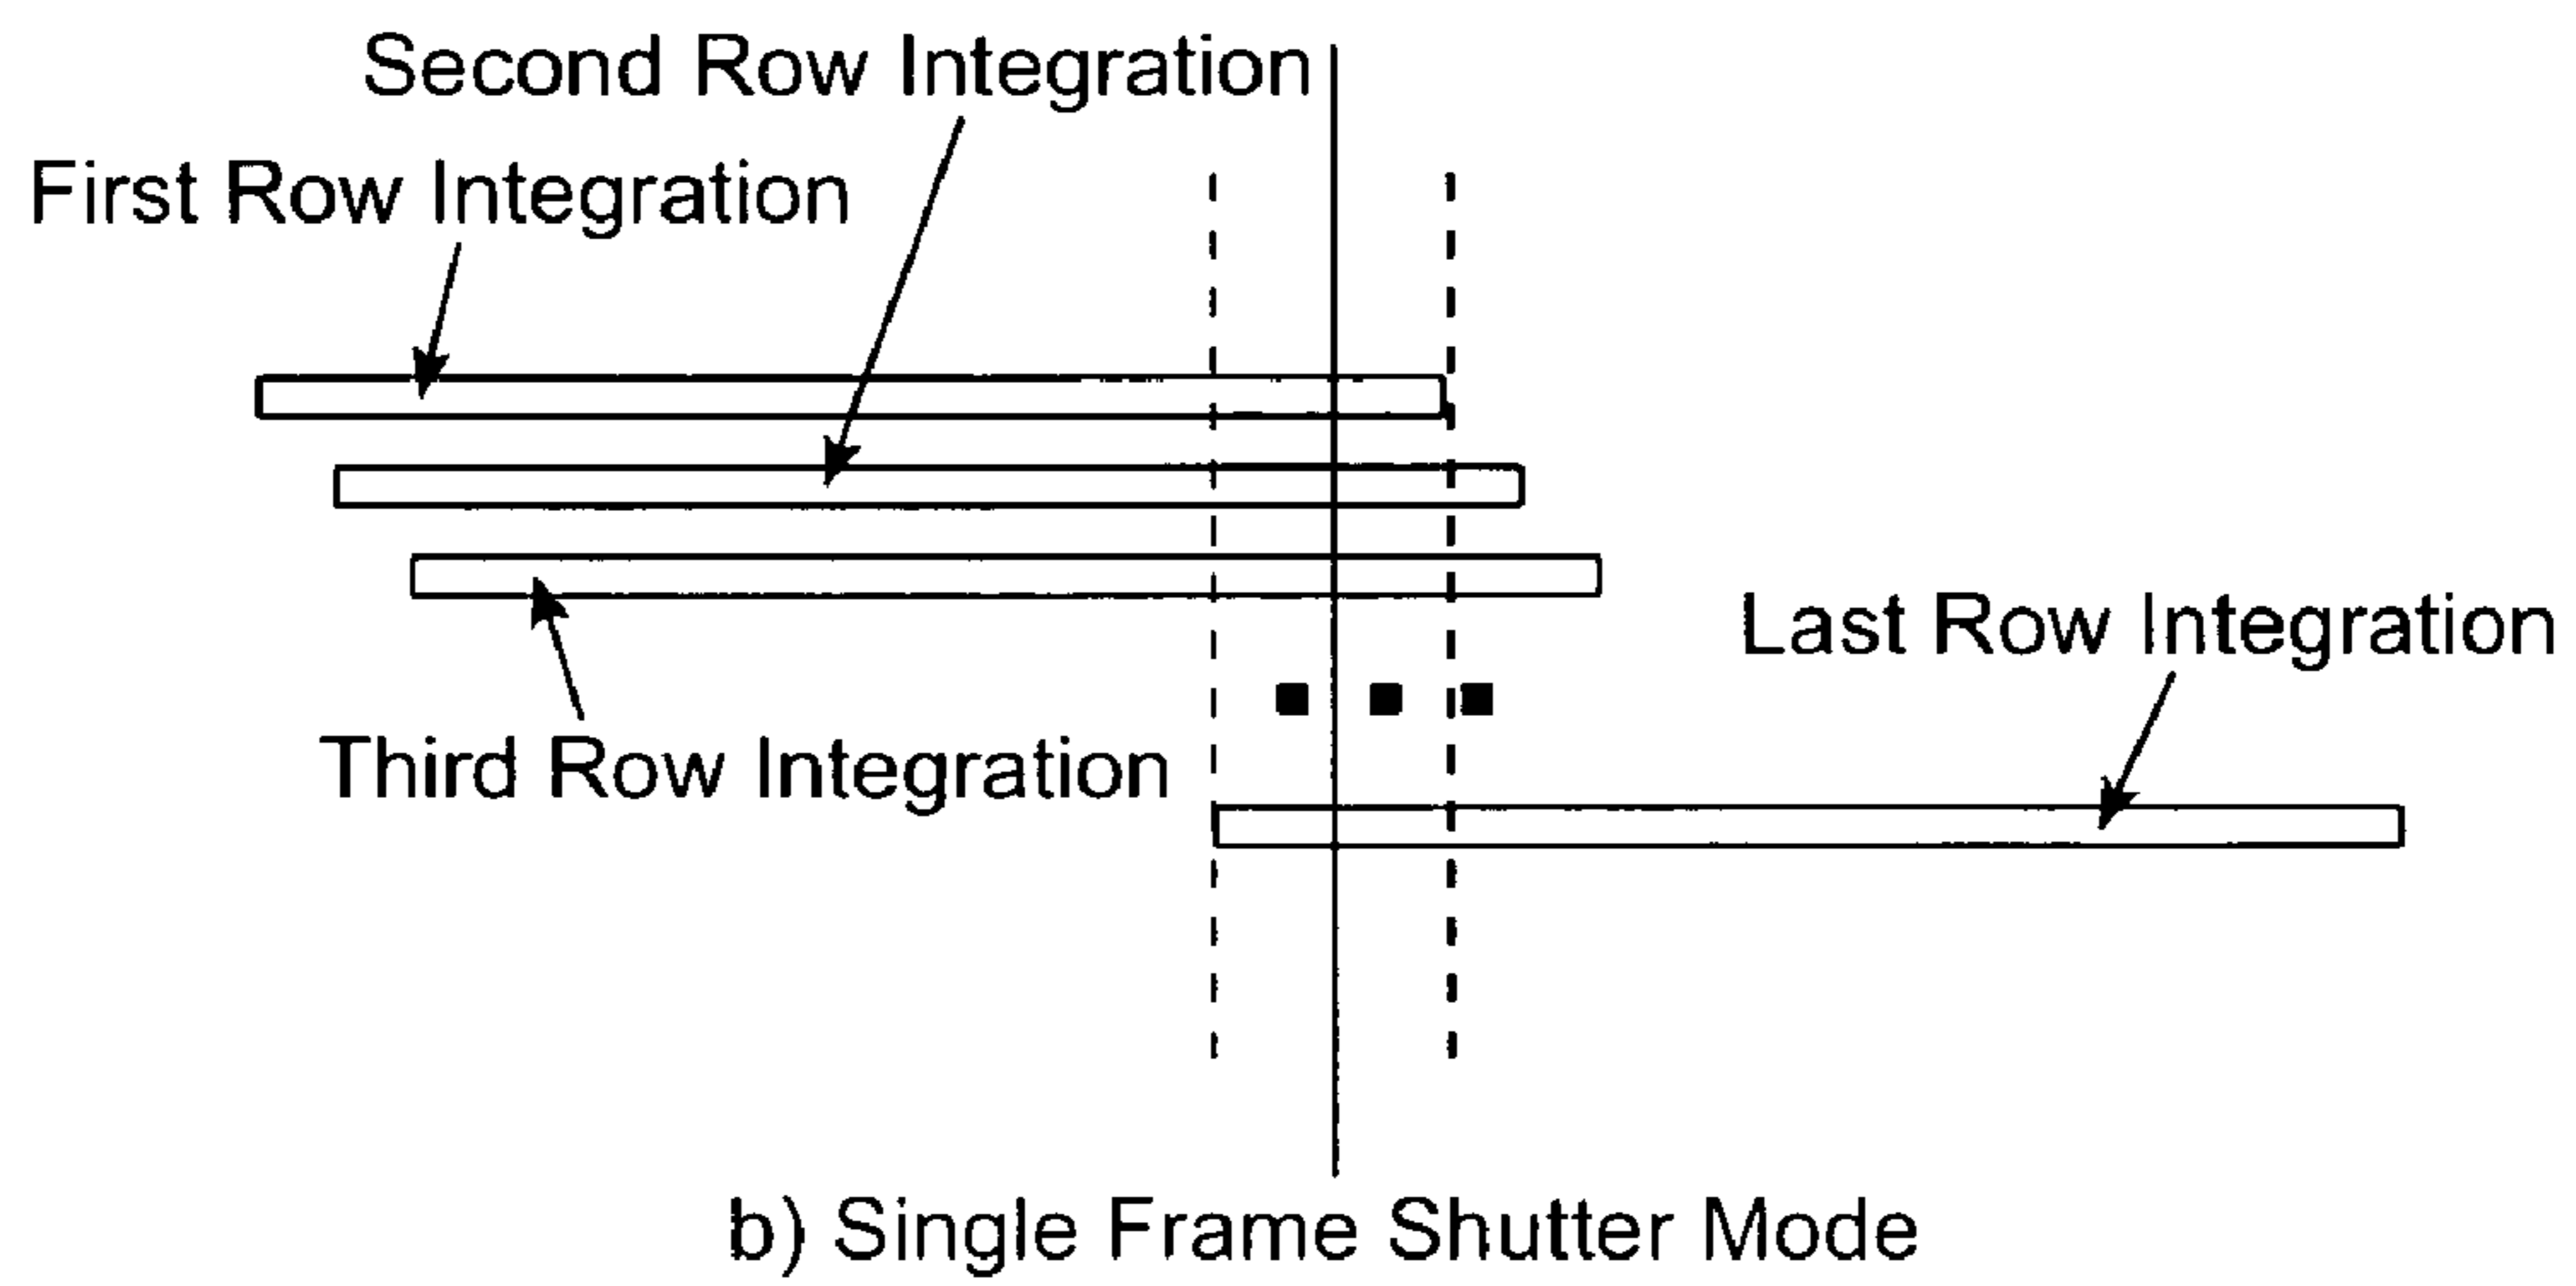 Second Row Integration
First Row Integration
Last Row Integration
Third Row Integration
b) Single Frame Shutter Mode